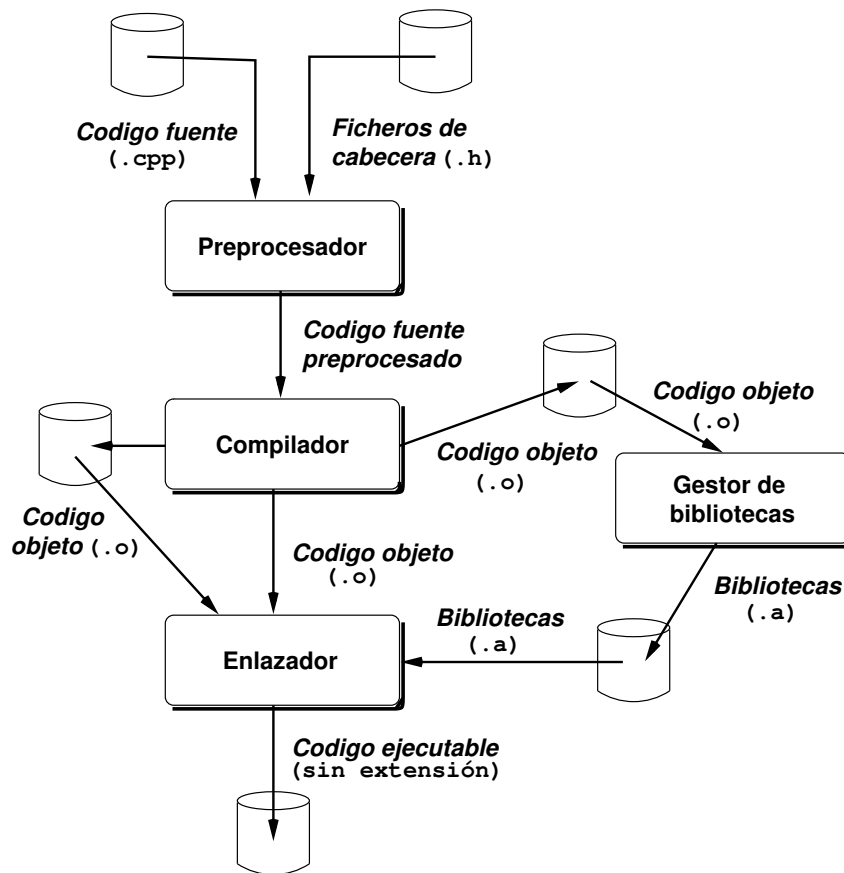 Codigo fuente
(.cpp)
Ficheros de
cabecera (.h)
Preprocesador
Codigo fuente
preprocesado
Compilador
Codigo objeto
(.o)
Codigo objeto
(.o)
Gestor de
bibliotecas
Codigo
objeto (.o)
Codigo objeto
(.o)
Bibliotecas
(.a)
Bibliotecas
(.a)
Enlazador
Codigo ejecutable
(sin extensión)